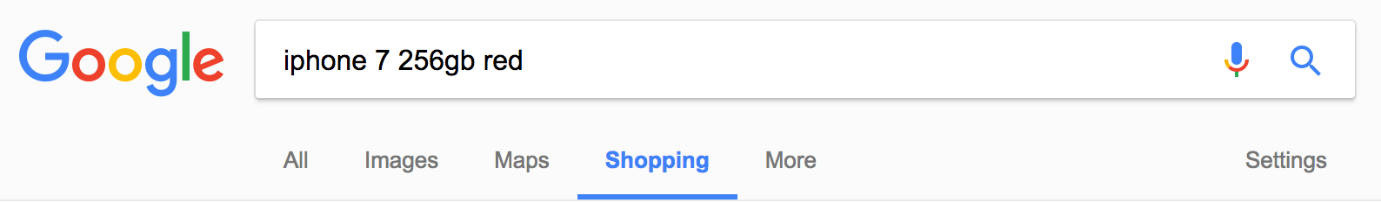 Google iphone 7 256gb red
All Images Maps Shopping More Settings